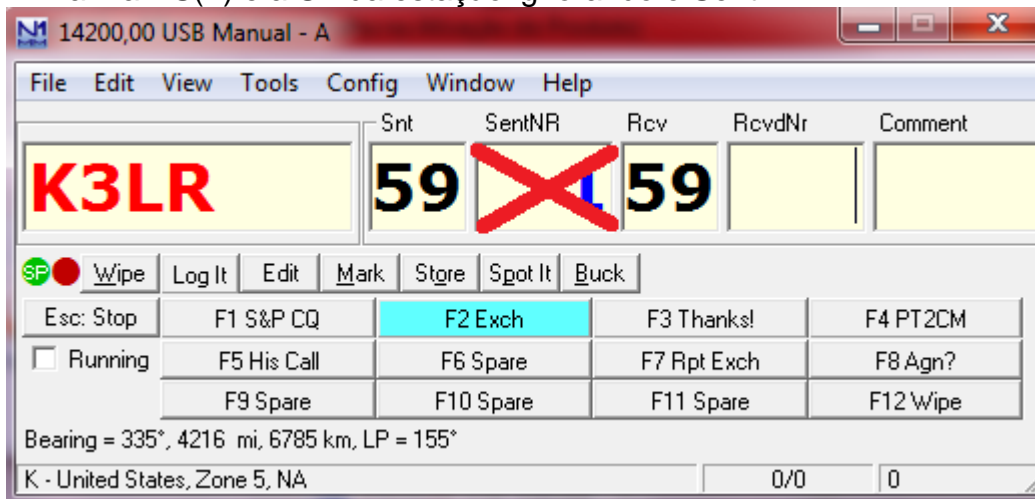 N1 14200,00 USB Manual - A
File Edit View Tools Config Window Help
Snt SentNR Rcv RcvdNr Comment
K3LR 59 59
SP Wipe Log It Edit Mark Store Spot It Buck
Esc: Stop F1 S&P CQ F2 Exch F3 Thanks! F4 PT2CM
Running F5 His Call F6 Spare F7 Rpt Exch F8 Agn?
F9 Spare F10 Spare F11 Spare F12 Wipe
Bearing = 335°, 4216 mi, 6785 km, LP = 155°
K - United States, Zone 5, NA 0/0 0